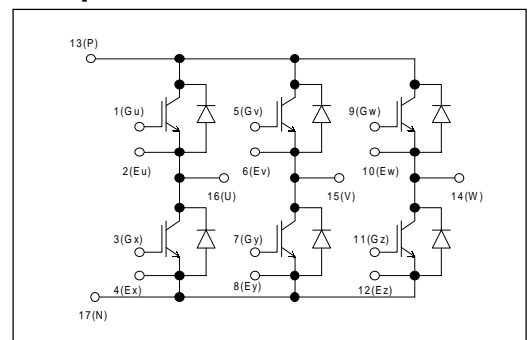 13(P)
1(Gu) 5(Gv) 9(Gw)
2(Eu) 6(Ev) 10(Ew)
16(U) 15(V) 14(W)
3(Gx) 7(Gy) 11(Gz)
4(Ex) 8(Ey) 12(Ez)
17(N)